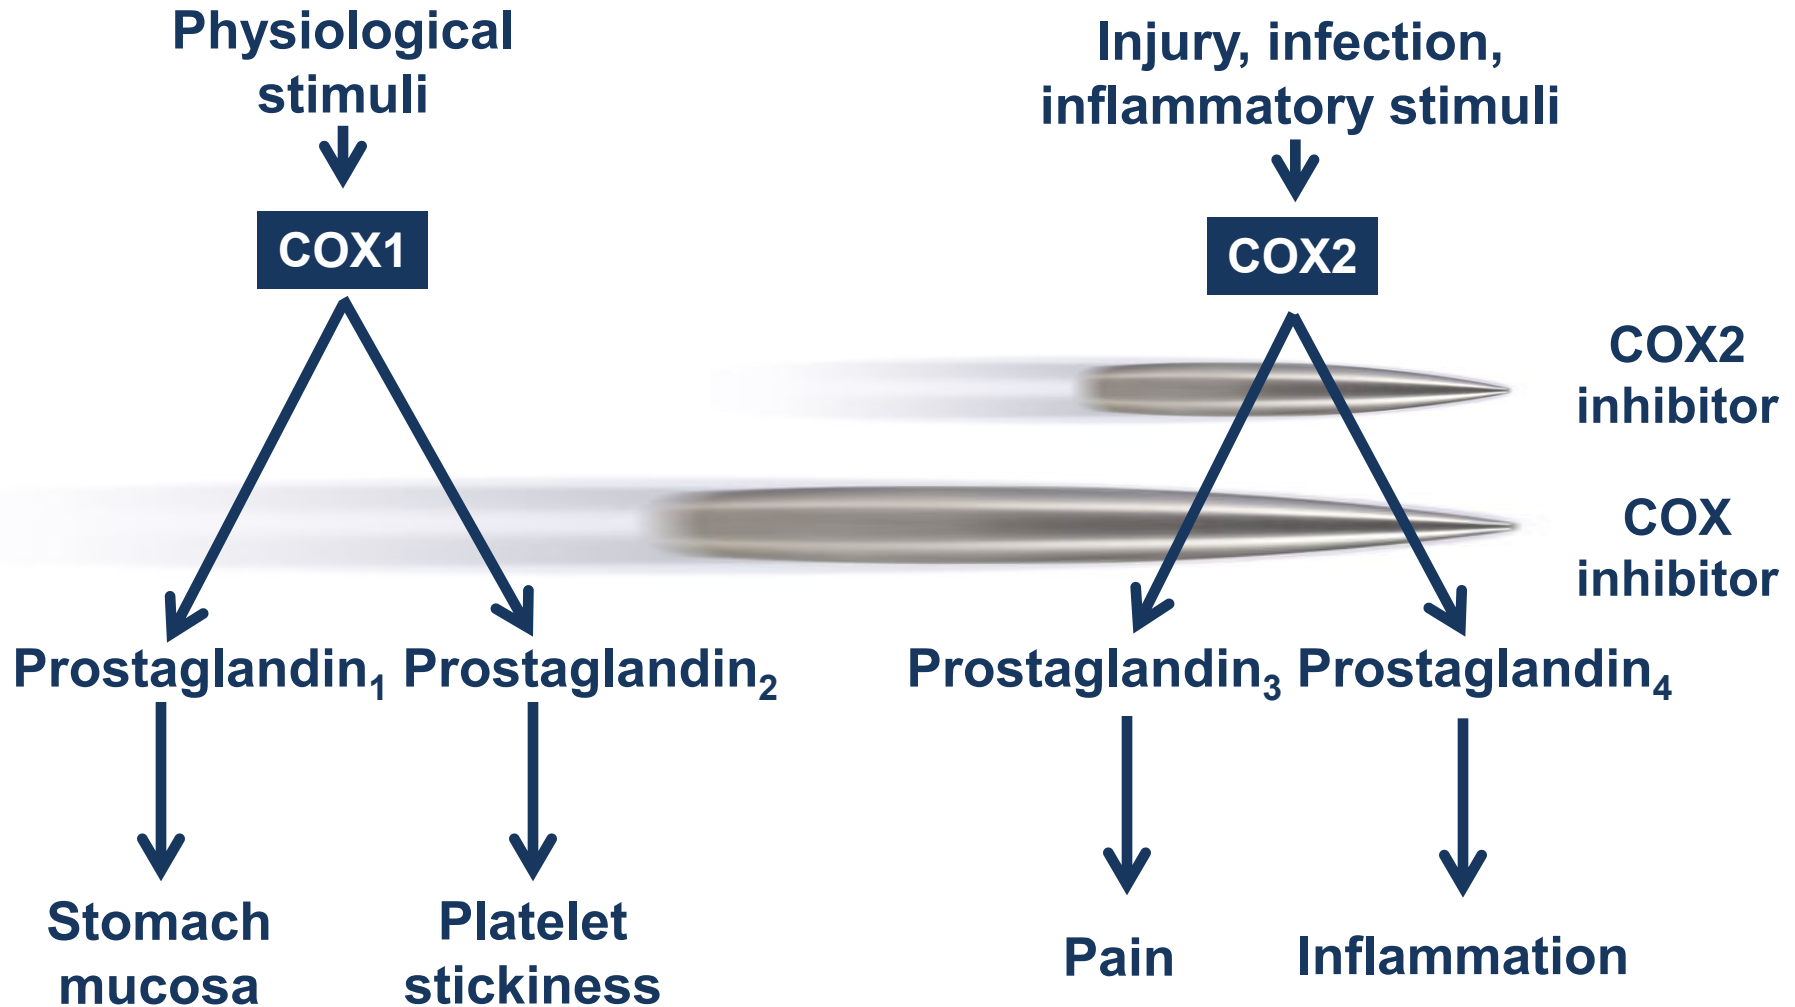 Physiological
stimuli
Injury, infection,
inflammatory stimuli
COX1
COX2
COX2
inhibitor
COX
inhibitor
Prostaglandin₁ Prostaglandin₂
Prostaglandin₃ Prostaglandin₄
Stomach
mucosa
Platelet
stickiness
Pain
Inflammation